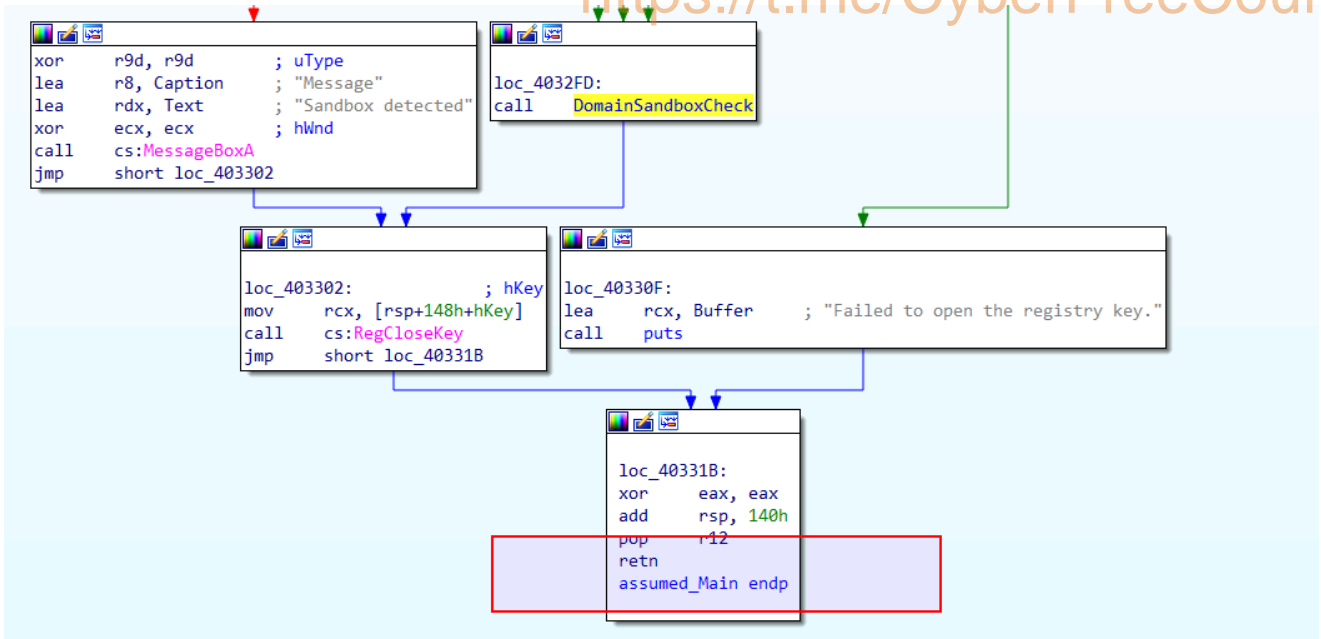 https://t.me/CyberFreeCour
xor r9d, r9d ; uType
lea r8, Caption ; "Message"
lea rdx, Text ; "Sandbox detected"
xor ecx, ecx ; hWnd
call cs:MessageBoxA
jmp short loc_403302
loc_4032FD:
call DomainSandboxCheck
loc_403302: ; hKey
mov rcx, [rsp+148h+hKey]
call cs:RegCloseKey
jmp short loc_40331B
loc_40330F:
lea rcx, Buffer ; "Failed to open the registry key."
call puts
loc_40331B:
xor eax, eax
add rsp, 140h
pop r12
retn
assumed_Main endp